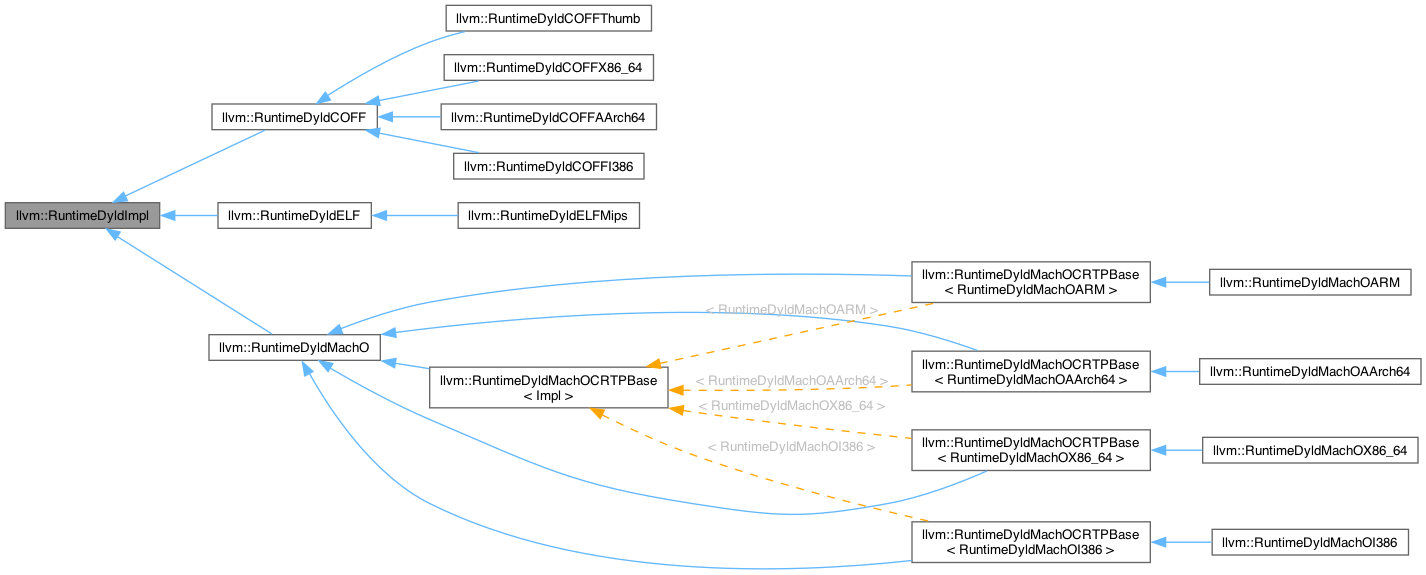 llvm::RuntimeDyldCOFFThumb
llvm::RuntimeDyldCOFFX86_64
llvm::RuntimeDyldCOFF
llvm::RuntimeDyldCOFFAArch64
llvm::RuntimeDyldCOFFI386
llvm::RuntimeDyldImpl
llvm::RuntimeDyldELF
llvm::RuntimeDyldELFMips
llvm::RuntimeDyldMachOCRTPBase
< RuntimeDyldMachOARM >
llvm::RuntimeDyldMachOARM
< RuntimeDyldMachOARM >
llvm::RuntimeDyldMachO
llvm::RuntimeDyldMachOCRTPBase
< RuntimeDyldMachOAArch64 >
llvm::RuntimeDyldMachOAArch64
llvm::RuntimeDyldMachOCRTPBase
< Impl >
< RuntimeDyldMachOAArch64 >
< RuntimeDyldMachOX86_64 >
llvm::RuntimeDyldMachOCRTPBase
< RuntimeDyldMachOX86_64 >
llvm::RuntimeDyldMachOX86_64
< RuntimeDyldMachOI386 >
llvm::RuntimeDyldMachOCRTPBase
< RuntimeDyldMachOI386 >
llvm::RuntimeDyldMachOI386